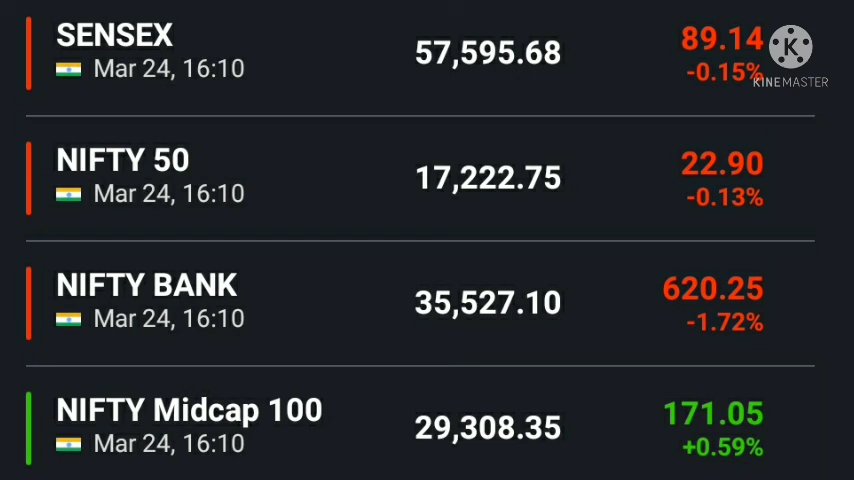 SENSEX
Mar 24, 16:10
57,595.68
89.14
-0.15%
K
KINEMASTER
NIFTY 50
Mar 24, 16:10
17,222.75
22.90
-0.13%
NIFTY BANK
Mar 24, 16:10
35,527.10
620.25
-1.72%
NIFTY Midcap 100
Mar 24, 16:10
29,308.35
171.05
+0.59%